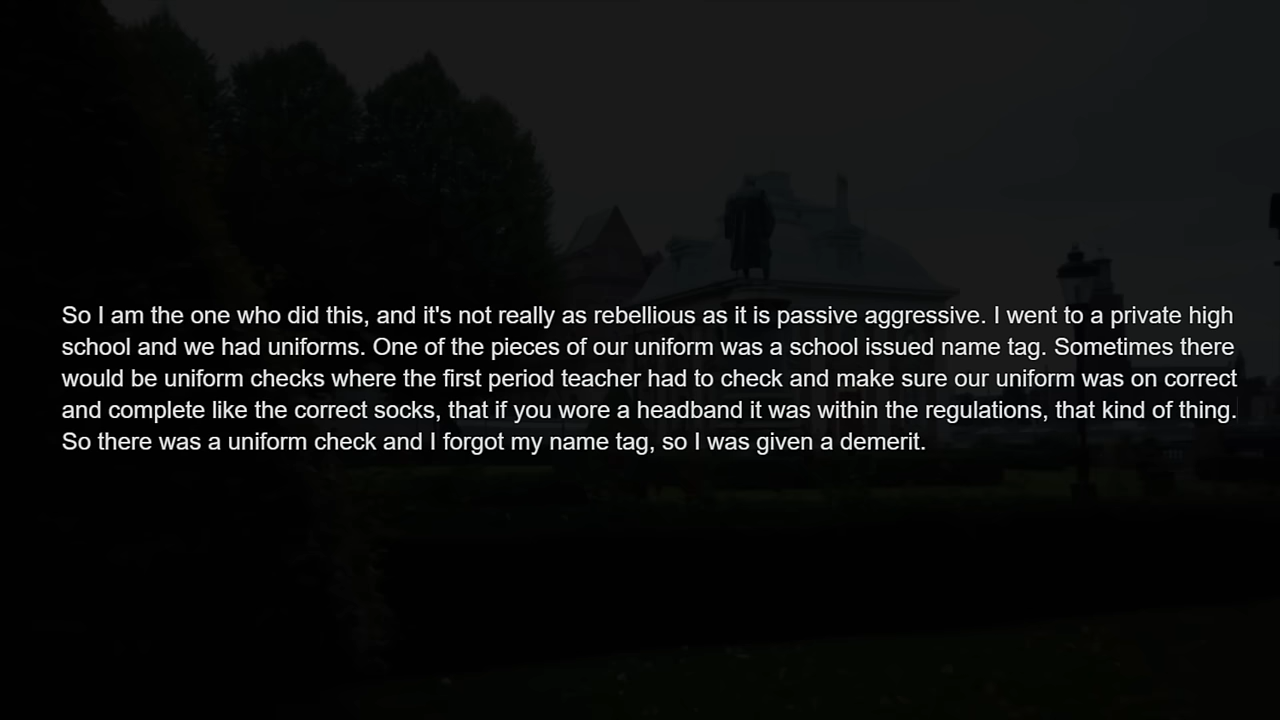 So I am the one who did this, and it's not really as rebellious as it is passive aggressive. I went to a private high
school and we had uniforms. One of the pieces of our uniform was a school issued name tag. Sometimes there
would be uniform checks where the first period teacher had to check and make sure our uniform was on correct
and complete like the correct socks, that if you wore a headband it was within the regulations, that kind of thing.
So there was a uniform check and I forgot my name tag, so I was given a demerit.